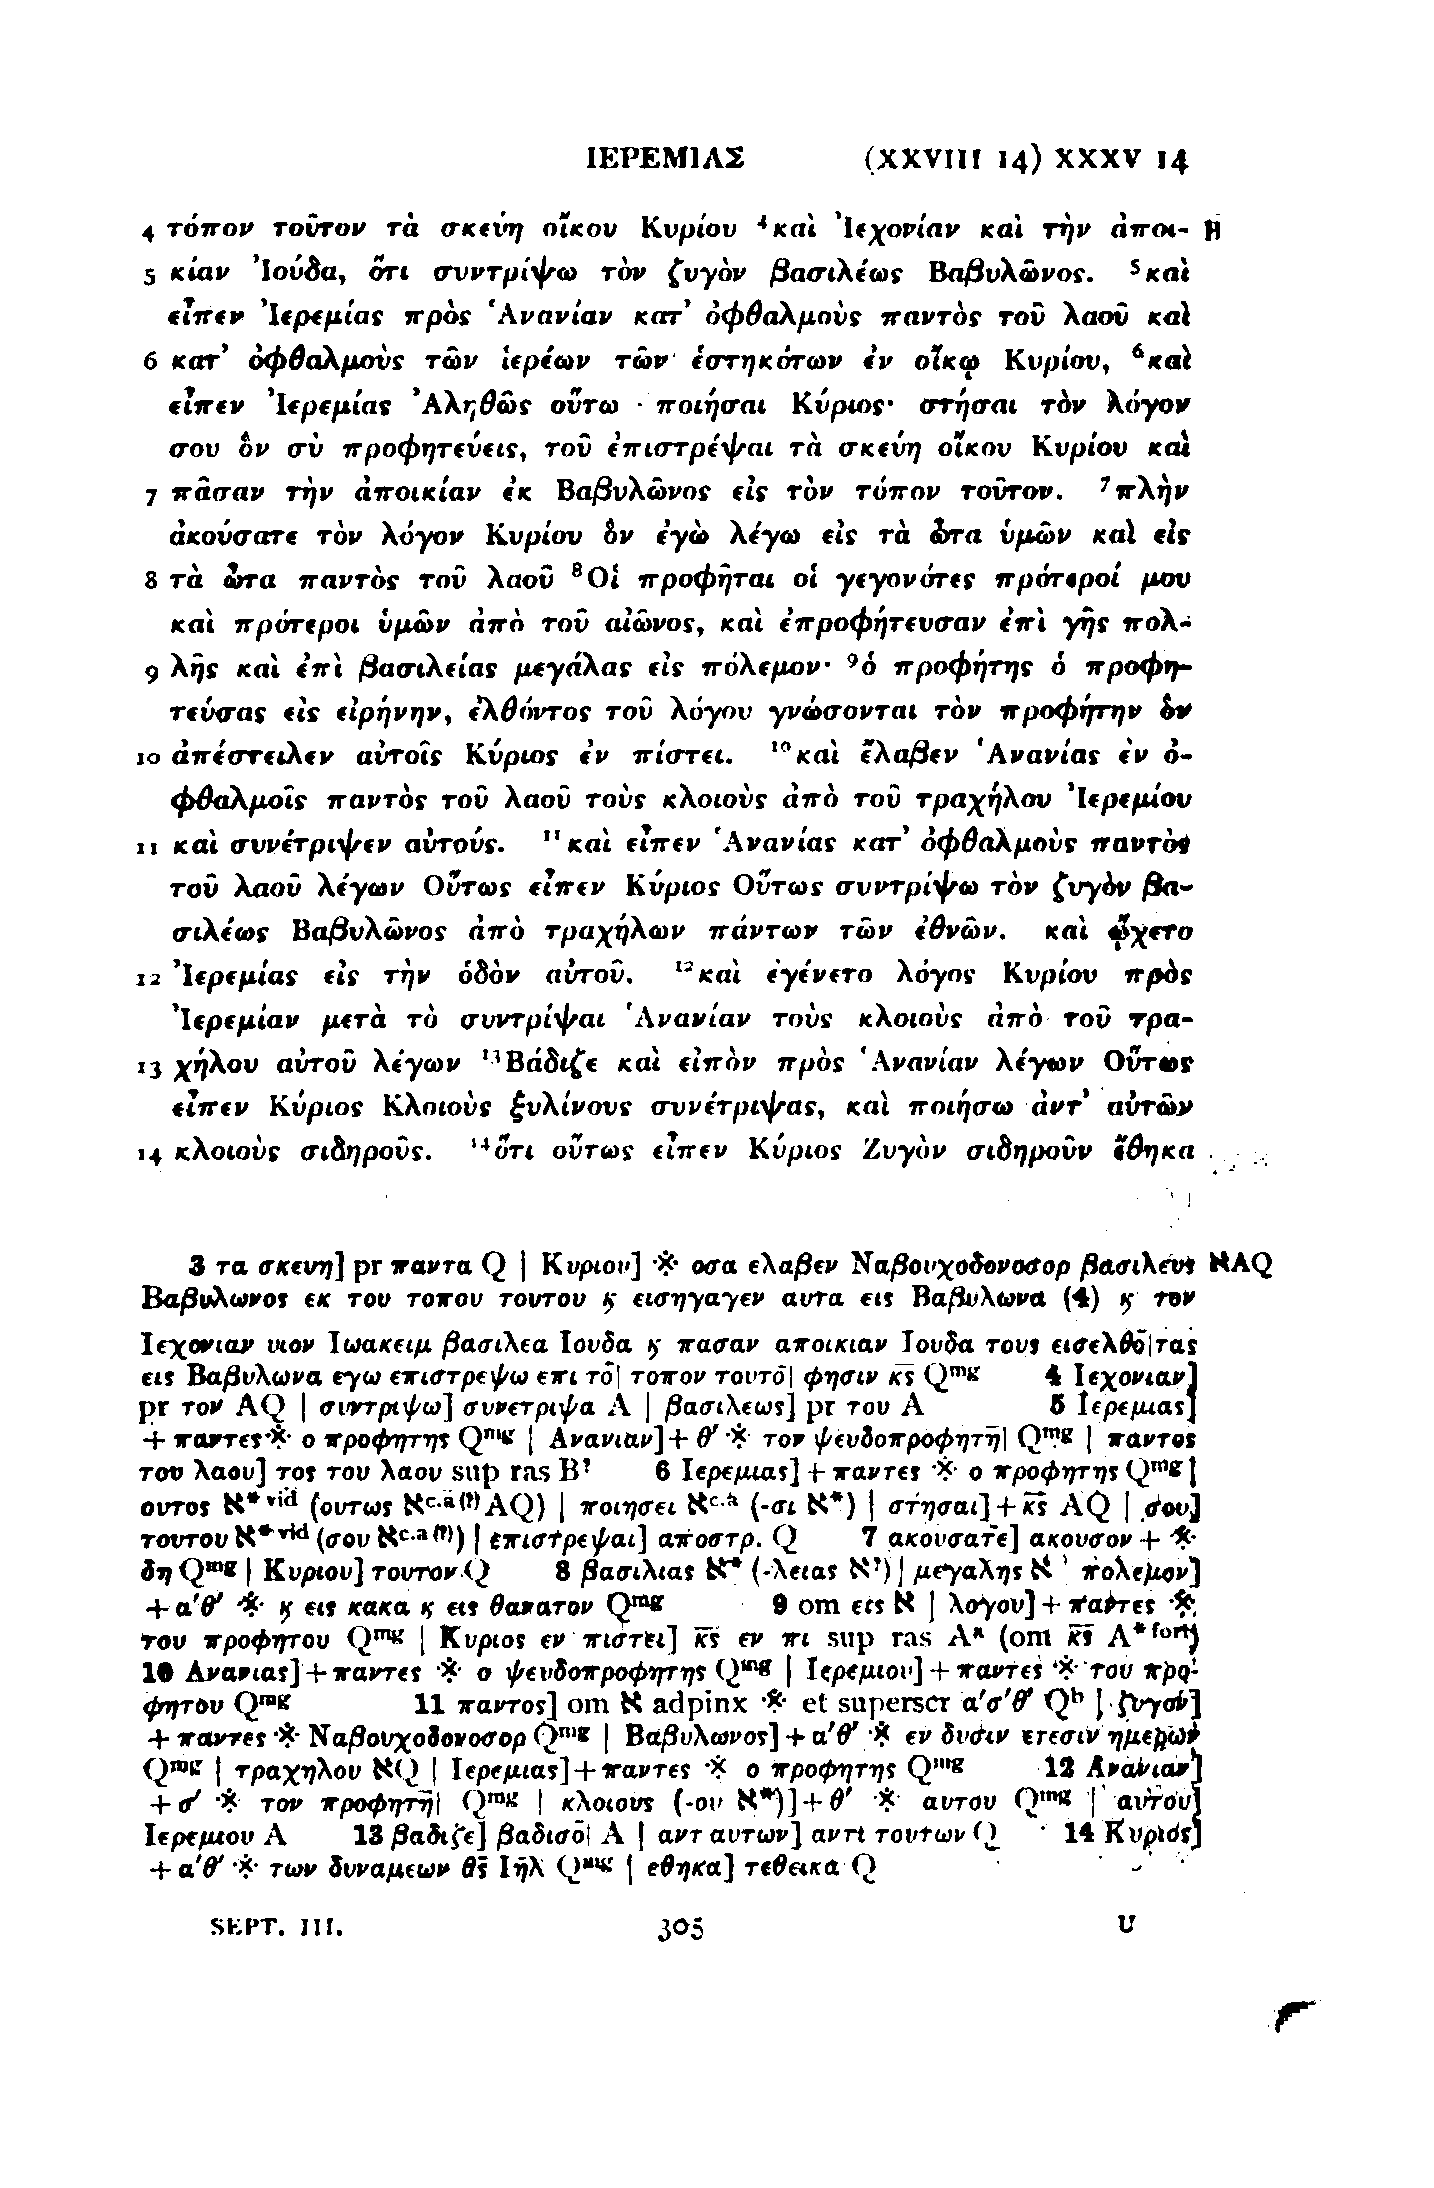 ΙΕΡΕΜΙΑΣ (XXVIII 14) XXXV 14
4 τόπον τοῦτον τὰ σκεύη οἴκου Κυρίου ⁴καὶ Ἰεχονίαν καὶ τὴν ἀποι- B
5 κίαν Ἰούδα, ὅτι συντρίψω τὸν ζυγὸν βασιλέως Βαβυλῶνος. ⁵καὶ
εἶπεν Ἰερεμίας πρὸς Ἁνανίαν κατ’ ὀφθαλμοὺς παντὸς τοῦ λαοῦ καὶ
6 κατ’ ὀφθαλμοὺς τῶν ἱερέων τῶν ἑστηκότων ἐν οἴκῳ Κυρίου, ⁶καὶ
εἶπεν Ἰερεμίας Ἀληθῶς οὕτω ποιήσαι Κύριος· στήσαι τὸν λόγον
σου ὃν σὺ προφητεύεις, τοῦ ἐπιστρέψαι τὰ σκεύη οἴκου Κυρίου καὶ
7 πᾶσαν τὴν ἀποικίαν ἐκ Βαβυλῶνος εἰς τὸν τόπον τοῦτον. ⁷πλὴν
ἀκούσατε τὸν λόγον Κυρίου ὃν ἐγὼ λέγω εἰς τὰ ὦτα ὑμῶν καὶ εἰς
8 τὰ ὦτα παντὸς τοῦ λαοῦ ⁸Οἱ προφῆται οἱ γεγονότες πρότεροί μου
καὶ πρότεροι ὑμῶν ἀπὸ τοῦ αἰῶνος, καὶ ἐπροφήτευσαν ἐπὶ γῆς πολ-
9 λῆς καὶ ἐπὶ βασιλείας μεγάλας εἰς πόλεμον· ⁹ὁ προφήτης ὁ προφη-
τεύσας εἰς εἰρήνην, ἐλθόντος τοῦ λόγου γνώσονται τὸν προφήτην ὃν
10 ἀπέστειλεν αὐτοῖς Κύριος ἐν πίστει. ¹⁰καὶ ἔλαβεν Ἁνανίας ἐν ὀ-
φθαλμοῖς παντὸς τοῦ λαοῦ τοὺς κλοιοὺς ἀπὸ τοῦ τραχήλου Ἰερεμίου
11 καὶ συνέτριψεν αὐτούς. ¹¹καὶ εἶπεν Ἁνανίας κατ’ ὀφθαλμοὺς παντὸς
τοῦ λαοῦ λέγων Οὕτως εἶπεν Κύριος Οὕτως συντρίψω τὸν ζυγὸν βα-
σιλέως Βαβυλῶνος ἀπὸ τραχήλων πάντων τῶν ἐθνῶν. καὶ ᾤχετο
12 Ἰερεμίας εἰς τὴν ὁδὸν αὐτοῦ. ¹²καὶ ἐγένετο λόγος Κυρίου πρὸς
Ἰερεμίαν μετὰ τὸ συντρίψαι Ἁνανίαν τοὺς κλοιοὺς ἀπὸ τοῦ τρα-
13 χήλου αὐτοῦ λέγων ¹³Βάδιζε καὶ εἰπὸν πρὸς Ἁνανίαν λέγων Οὕτως
εἶπεν Κύριος Κλοιοὺς ξυλίνους συνέτριψας, καὶ ποιήσω ἀντ’ αὐτῶν
14 κλοιοὺς σιδηροῦς. ¹⁴ὅτι οὕτως εἶπεν Κύριος Ζυγὸν σιδηροῦν ἔθηκα
3 τα σκευη] pr παντα Q | Κυριου] ※ οσα ελαβεν Ναβουχοδονοσορ βασιλευς ℵAQ
Βαβυλωνος εκ του τοπου τουτου ϗ εισηγαγεν αυτα εις Βαβυλωνα (4) ϗ τον
Ιεχονιαν υιον Ιωακειμ βασιλεα Ιουδα ϗ πασαν αποικιαν Ιουδα τους εισελθο̄|τας
εις Βαβυλωνα εγω επιστρεψω επι το̄| τοπον τουτο̄| φησιν κ̄ς̄ Qᵐᵍ 4 Ιεχονιαν]
pr τον AQ | συντριψω] συνετριψα A | βασιλεως] pr του A 5 Ιερεμιας]
+ παντες ※ ο προφητης Qᵐᵍ | Ανανιαν]+ θ′ ※ τον ψευδοπροφητη̄| Qᵐᵍ | παντος
του λαου] τος του λαου sup ras B? 6 Ιερεμιας] + παντες ※ ο προφητης Qᵐᵍ |
ουτος ℵ* ᵛⁱᵈ (ουτως ℵᶜ·ᵃ⁽?⁾ AQ) | ποιησει ℵᶜ·ᵃ (-σι ℵ*) | στησαι]+κ̄ς̄ AQ | σου]
τουτου ℵ* ᵛⁱᵈ (σου ℵᶜ·ᵃ⁽?⁾) | επιστρεψαι] αποστρ. Q 7 ακουσατε] ακουσον + ※
δη Qᵐᵍ | Κυριου] τουτον Q 8 βασιλιας ℵ* (-λειας ℵ?) | μεγαλης ℵ πολεμον]
+ α′θ′ ※ ϗ εις κακα ϗ εις θανατον Qᵐᵍ 9 om εις ℵ | λογου] + παντες ※
του προφητου Qᵐᵍ | Κυριος εν πιστει] κ̄ς̄ εν πι sup ras Aᵃ (om κ̄ς̄ A* ᶠᵒʳᵗ)
10 Ανανιας] + παντες ※ ο ψευδοπροφητης Qᵐᵍ | Ιερεμιου] + παντες ※ του προ-
φητου Qᵐᵍ 11 παντος] om ℵ adpinx ※ et superscr α′σ′θ′ Qᵇ | ζυγον]
+ παντες ※ Ναβουχοδονοσορ Qᵐᵍ | Βαβυλωνος] + α′θ′ ※ εν δυσιν ετεσιν ημερων
Qᵐᵍ | τραχηλου ℵQ | Ιερεμιας]+ παντες ※ ο προφητης Qᵐᵍ 12 Ανανιαν]
+ σ′ ※ τον προφητη̄| Qᵐᵍ | κλοιους (-ου ℵ*)] + θ′ ※ αυτου Qᵐᵍ | αυτου]
Ιερεμιου A 13 βαδιζε] βαδισο̄| A | αντ αυτων] αντι τουτων Q 14 Κυριος]
+ α′θ′ ※ των δυναμεων θ̄ς̄ Ιη̄λ Qᵐᵍ | εθηκα] τεθεικα Q
SEPT. III. 305 U